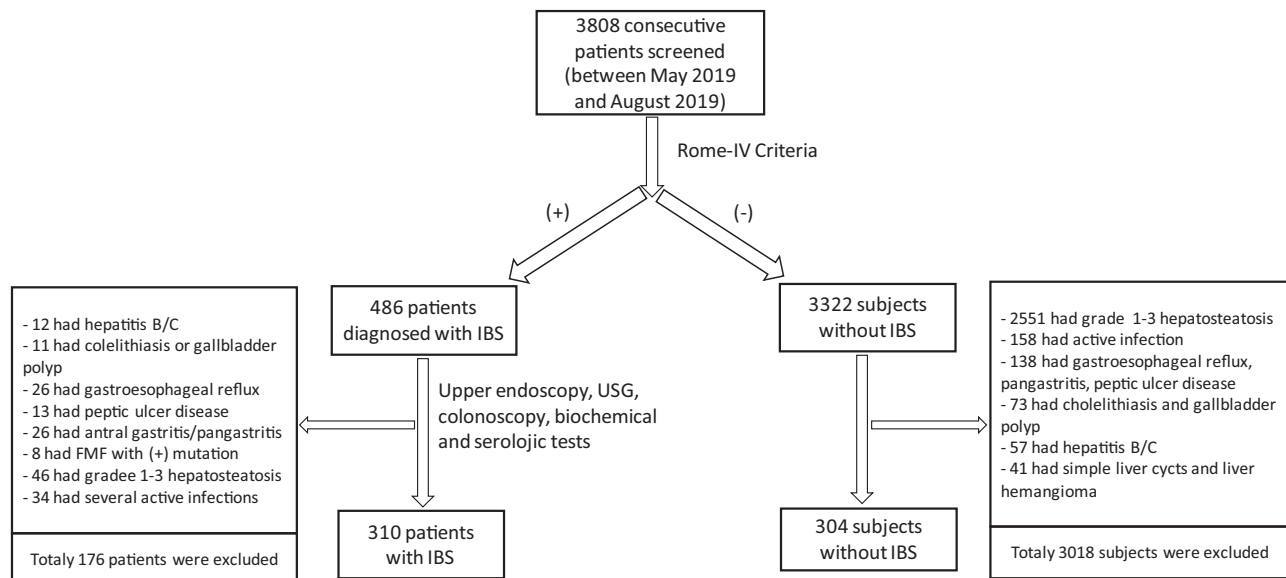 3808 consecutive
patients screened
(between May 2019
and August 2019)
Rome-IV Criteria
(+)
(-)
486 patients
diagnosed with IBS
3322 subjects
without IBS
- 12 had hepatitis B/C
- 11 had colelithiasis or gallbladder
polyp
- 26 had gastroesophageal reflux
- 13 had peptic ulcer disease
- 26 had antral gastritis/pangastritis
- 8 had FMF with (+) mutation
- 46 had gradee 1-3 hepatosteatosis
- 34 had several active infections
Totaly 176 patients were excluded
Upper endoscopy, USG,
colonoscopy, biochemical
and serolojic tests
- 2551 had grade 1-3 hepatosteatosis
- 158 had active infection
- 138 had gastroesophageal reflux,
pangastritis, peptic ulcer disease
- 73 had cholelithiasis and gallbladder
polyp
- 57 had hepatitis B/C
- 41 had simple liver cycts and liver
hemangioma
Totaly 3018 subjects were excluded
310 patients
with IBS
304 subjects
without IBS